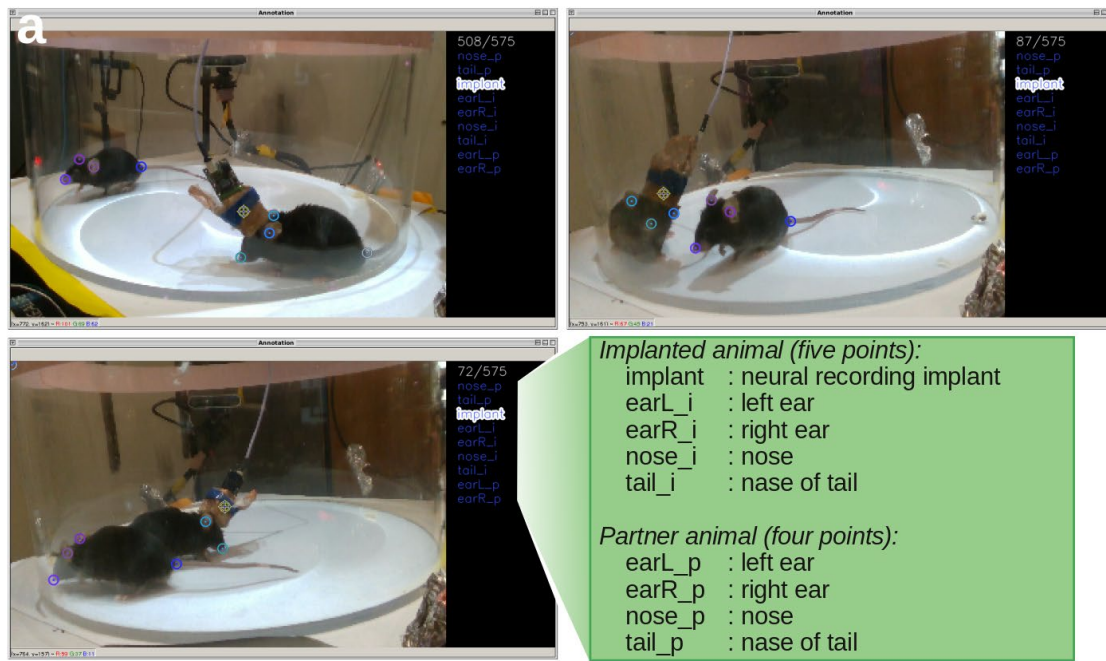 a
Annotation
508/575
nose_p
tail_p
implant
earL_i
earR_i
nose_i
tail_i
earL_p
earR_p
Annotation
87/575
nose_p
tail_p
implant
earL_i
earR_i
nose_i
tail_i
earL_p
earR_p
Annotation
72/575
nose_p
tail_p
implant
earL_i
earR_i
nose_i
tail_i
earL_p
earR_p
Implanted animal (five points):
implant : neural recording implant
earL_i : left ear
earR_i : right ear
nose_i : nose
tail_i : nase of tail
Partner animal (four points):
earL_p : left ear
earR_p : right ear
nose_p : nose
tail_p : nase of tail